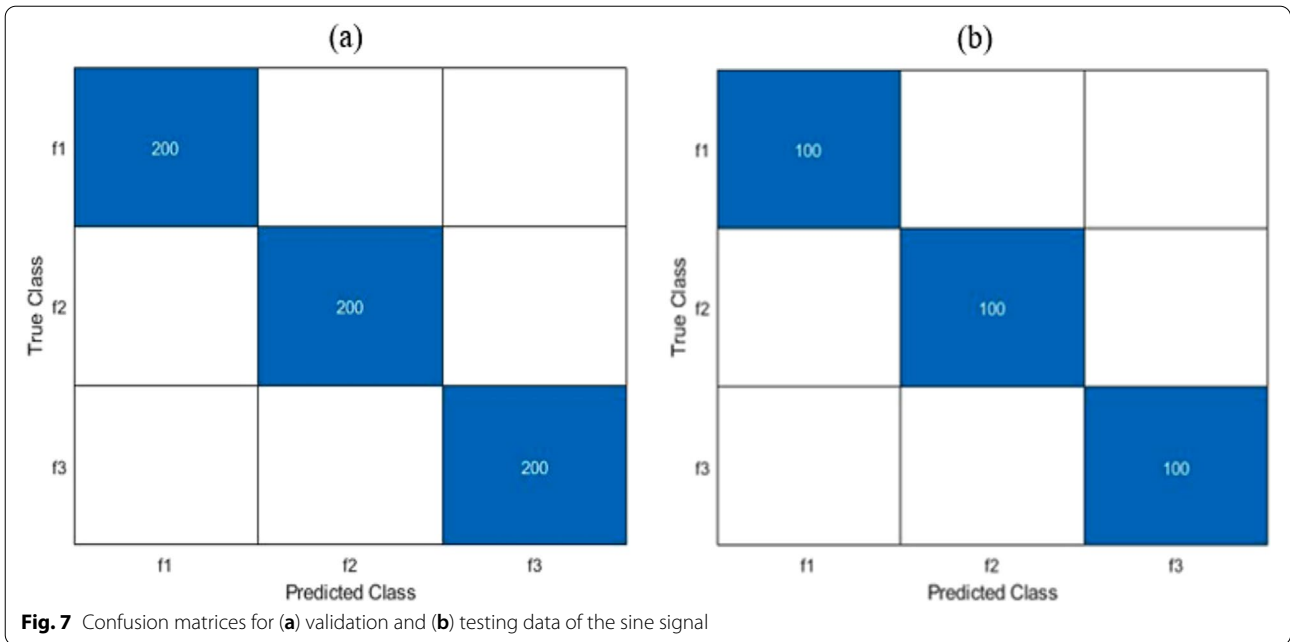 (a)
True Class
f1
200
f2
200
f3
200
f1
f2
f3
Predicted Class
(b)
True Class
f1
100
f2
100
f3
100
f1
f2
f3
Predicted Class
Fig. 7 Confusion matrices for (a) validation and (b) testing data of the sine signal